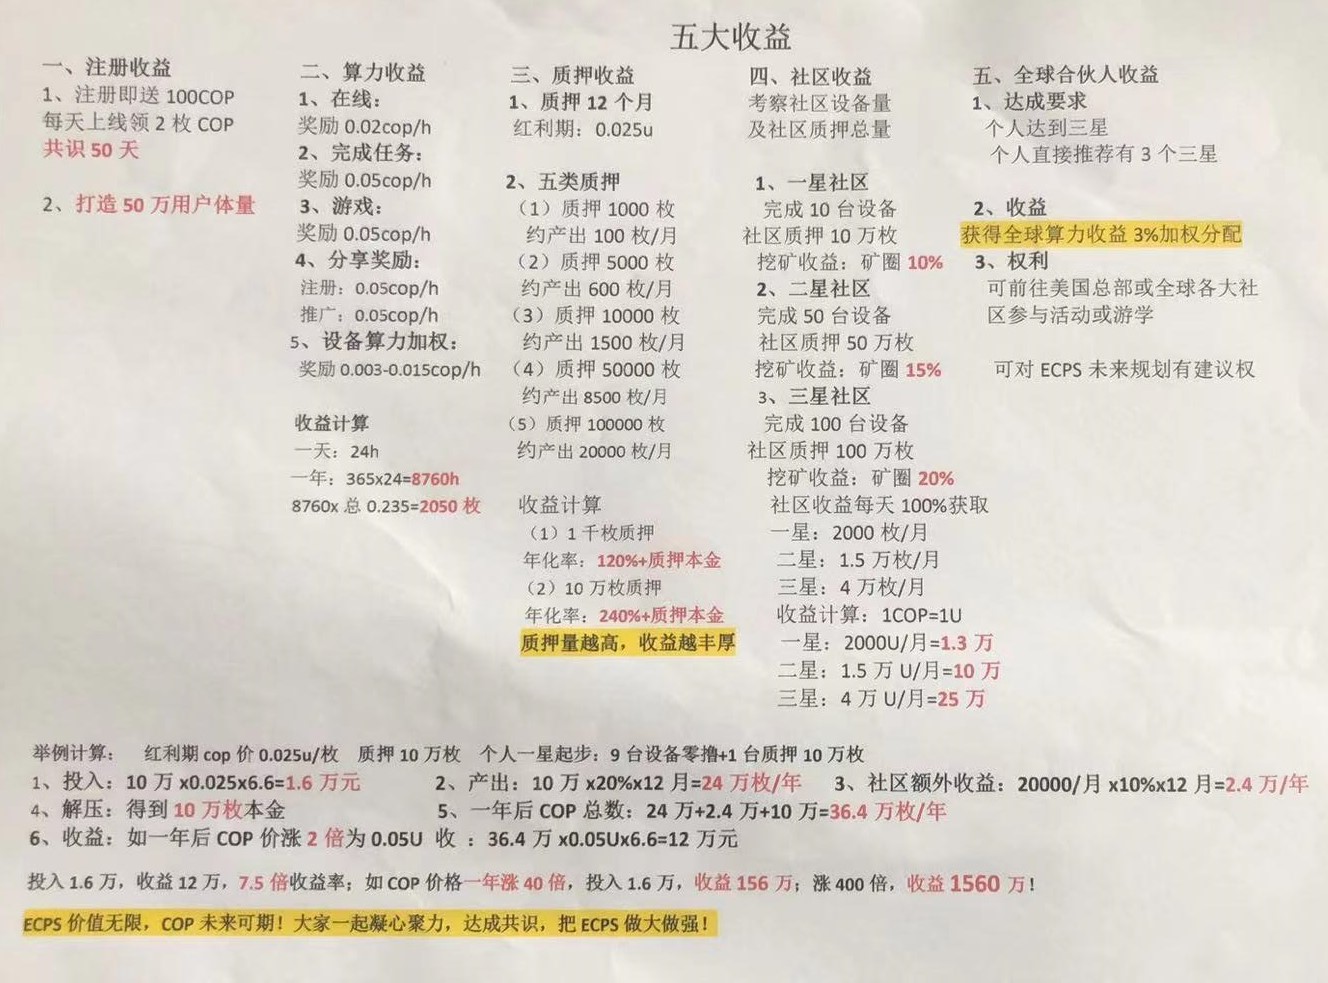 五大收益
一、注册收益
1、注册即送 100COP
每天上线领 2 枚 COP
共识 50 天
2、打造 50 万用户体量
二、算力收益
1、在线：
奖励 0.02cop/h
2、完成任务：
奖励 0.05cop/h
3、游戏：
奖励 0.05cop/h
4、分享奖励：
注册：0.05cop/h
推广：0.05cop/h
5、设备算力加权：
奖励 0.003-0.015cop/h
收益计算
一天：24h
一年：365x24=8760h
8760x 总 0.235=2050 枚
三、质押收益
1、质押 12 个月
红利期：0.025u
2、五类质押
（1）质押 1000 枚
约产出 100 枚/月
（2）质押 5000 枚
约产出 600 枚/月
（3）质押 10000 枚
约产出 1500 枚/月
（4）质押 50000 枚
约产出 8500 枚/月
（5）质押 100000 枚
约产出 20000 枚/月
收益计算
（1）1 千枚质押
年化率：120%+质押本金
（2）10 万枚质押
年化率：240%+质押本金
质押量越高，收益越丰厚
四、社区收益
考察社区设备量
及社区质押总量
1、一星社区
完成 10 台设备
社区质押 10 万枚
挖矿收益：矿圈 10%
2、二星社区
完成 50 台设备
社区质押 50 万枚
挖矿收益：矿圈 15%
3、三星社区
完成 100 台设备
社区质押 100 万枚
挖矿收益：矿圈 20%
社区收益每天 100%获取
一星：2000 枚/月
二星：1.5 万枚/月
三星：4 万枚/月
收益计算：1COP=1U
一星：2000U/月=1.3 万
二星：1.5 万 U/月=10 万
三星：4 万 U/月=25 万
五、全球合伙人收益
1、达成要求
个人达到三星
个人直接推荐有 3 个三星
2、收益
获得全球算力收益 3%加权分配
3、权利
可前往美国总部或全球各大社
区参与活动或游学
可对 ECPS 未来规划有建议权
举例计算： 红利期 cop 价 0.025u/枚 质押 10 万枚 个人一星起步：9 台设备零撸+1 台质押 10 万枚
1、投入：10 万 x0.025x6.6=1.6 万元 2、产出：10 万 x20%x12 月=24 万枚/年 3、社区额外收益：20000/月 x10%x12 月=2.4 万/年
4、解压：得到 10 万枚本金 5、一年后 COP 总数：24 万+2.4 万+10 万=36.4 万枚/年
6、收益：如一年后 COP 价涨 2 倍为 0.05U 收 ：36.4 万 x0.05Ux6.6=12 万元
投入 1.6 万，收益 12 万，7.5 倍收益率；如 COP 价格一年涨 40 倍，投入 1.6 万，收益 156 万；涨 400 倍，收益 1560 万！
ECPS 价值无限，COP 未来可期！大家一起凝心聚力，达成共识，把 ECPS 做大做强！